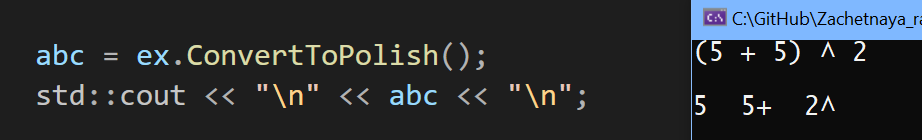 abc = ex.ConvertToPolish();
std::cout << "\n" << abc << "\n";
C:\GitHub\Zachetnaya_ra
(5 + 5) ^ 2
5  5+  2^